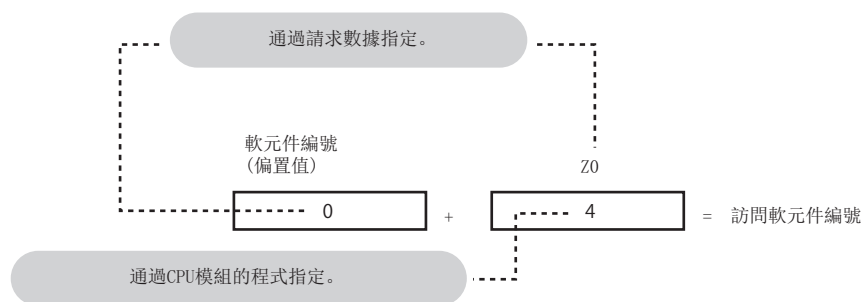 通過請求數據指定。
軟元件編號
(偏置值)
Z0
0
+
4
= 訪問軟元件編號
通過CPU模組的程式指定。